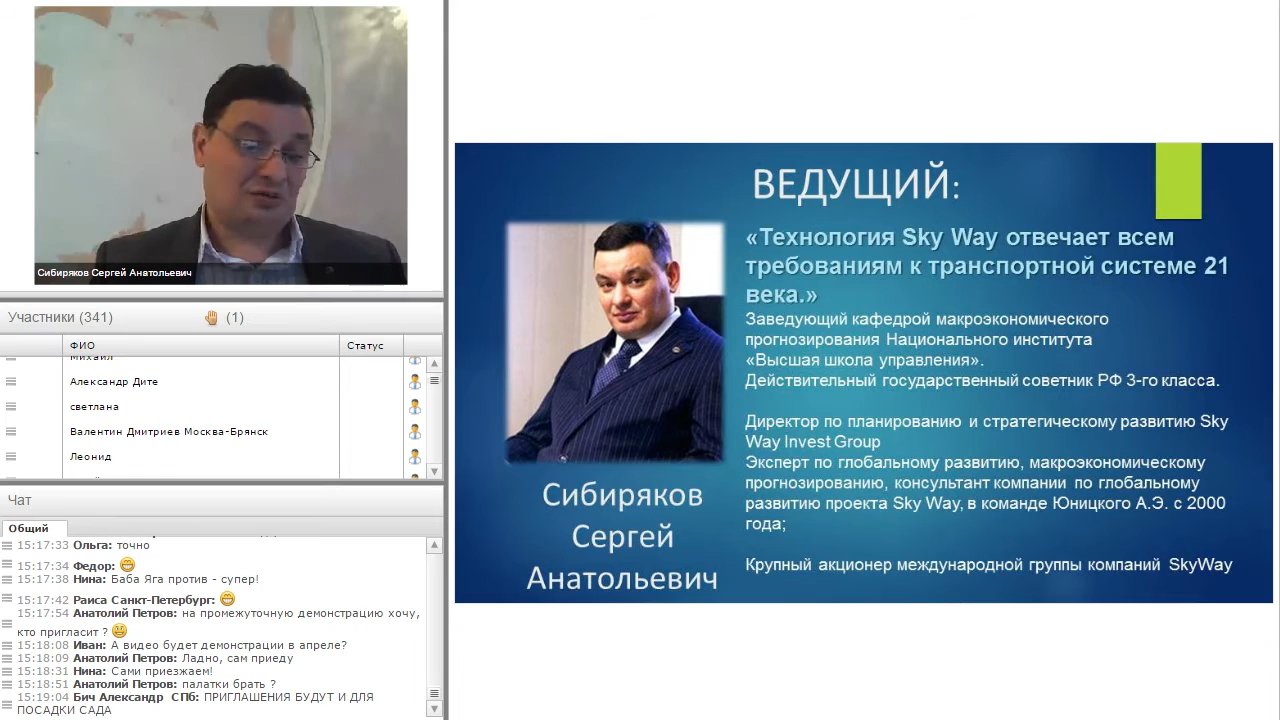 Сибиряков Сергей Анатольевич
Участники (341)
(1)
ФИО
Статус
Михаил
Александр Дите
светлана
Валентин Дмитриев Москва-Брянск
Леонид
Чат
Общий
15:17:33 Ольга: точно
15:17:34 Федор:
15:17:38 Нина: Баба Яга против - супер!
15:17:42 Раиса Санкт-Петербург:
15:17:54 Анатолий Петров: на промежуточную демонстрацию хочу,
кто пригласит ?
15:18:08 Иван: А видео будет демонстрации в апреле?
15:18:09 Анатолий Петров: Ладно, сам приеду
15:18:31 Нина: Сами приезжаем!
15:18:51 Анатолий Петров: палатки брать ?
15:19:04 Бич Александр СПб: ПРИГЛАШЕНИЯ БУДУТ И ДЛЯ
ПОСАДКИ САДА
ВЕДУЩИЙ:
«Технология Sky Way отвечает всем
требованиям к транспортной системе 21
века.»
Заведующий кафедрой макроэкономического
прогнозирования Национального института
«Высшая школа управления».
Действительный государственный советник РФ 3-го класса.
Директор по планированию и стратегическому развитию Sky
Way Invest Group
Эксперт по глобальному развитию, макроэкономическому
прогнозированию, консультант компании по глобальному
развитию проекта Sky Way, в команде Юницкого А.Э. с 2000
года;
Крупный акционер международной группы компаний SkyWay
Сибиряков
Сергей
Анатольевич